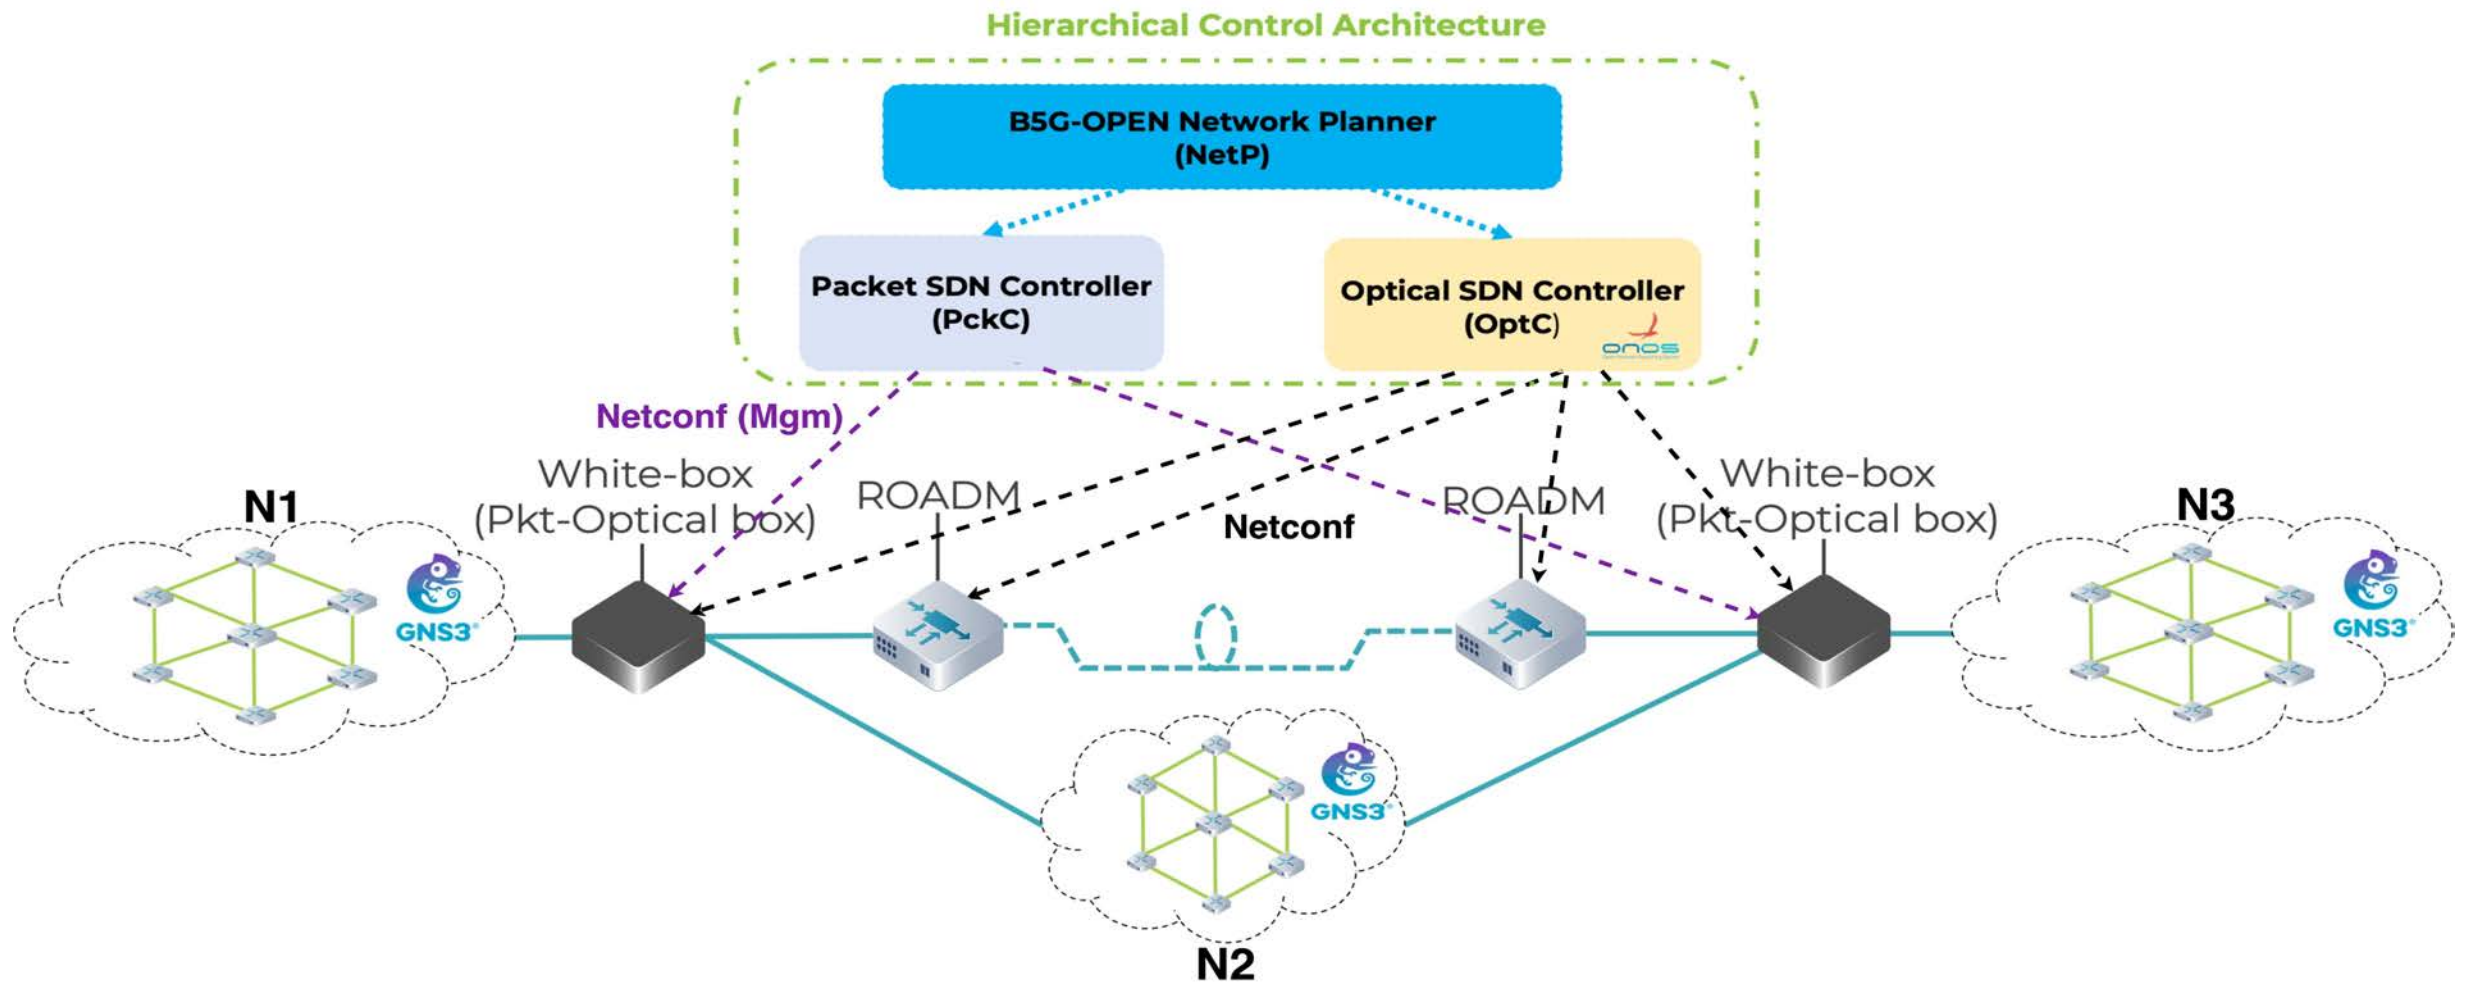 Hierarchical Control Architecture
B5G-OPEN Network Planner
(NetP)
Packet SDN Controller
(PckC)
Optical SDN Controller
(OptC)
onos
Netconf (Mgm)
White-box
(Pkt-Optical box)
ROADM
ROADM
White-box
(Pkt-Optical box)
Netconf
N1
N3
GNS3®
GNS3®
GNS3®
N2